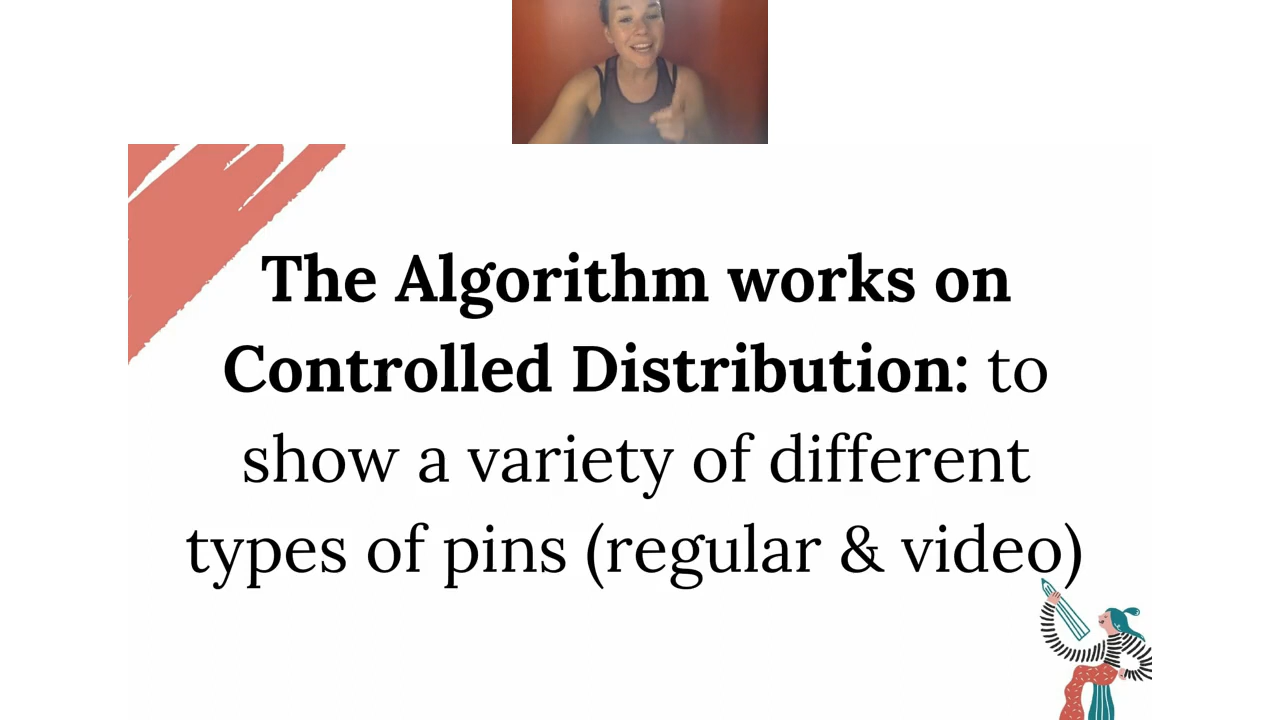 The Algorithm works on
Controlled Distribution: to
show a variety of different
types of pins (regular & video)